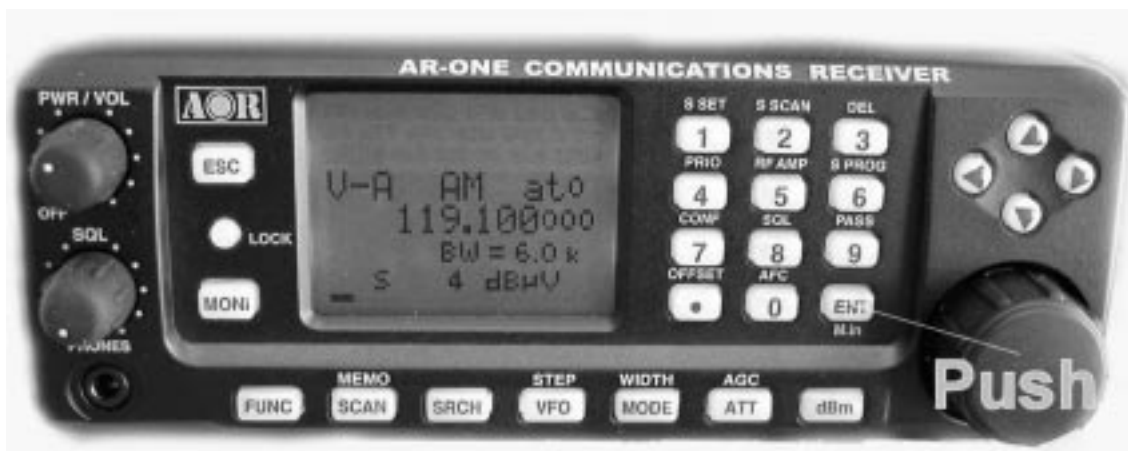 AR-ONE COMMUNICATIONS RECEIVER
PWR / VOL
OFF
SQL
PHONES
AOR
ESC
LOCK
MONi
V-A AM ato
119.100000
BW = 6.0 k
S 4 dBµV
S SET S SCAN DEL
1 2 3
PRIO RF AMP S PROG
4 5 6
CONF SQL PASS
7 8 9
OFFSET AFC
• 0 ENT
M.in
Push
MEMO STEP WIDTH AGC
FUNC SCAN SRCH VFO MODE ATT dBm